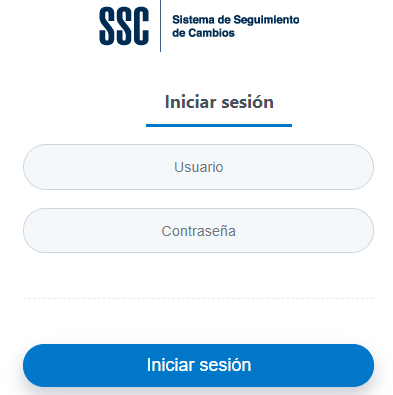 SSC
Sistema de Seguimiento
de Cambios
Iniciar sesión
Usuario
Contraseña
Iniciar sesión